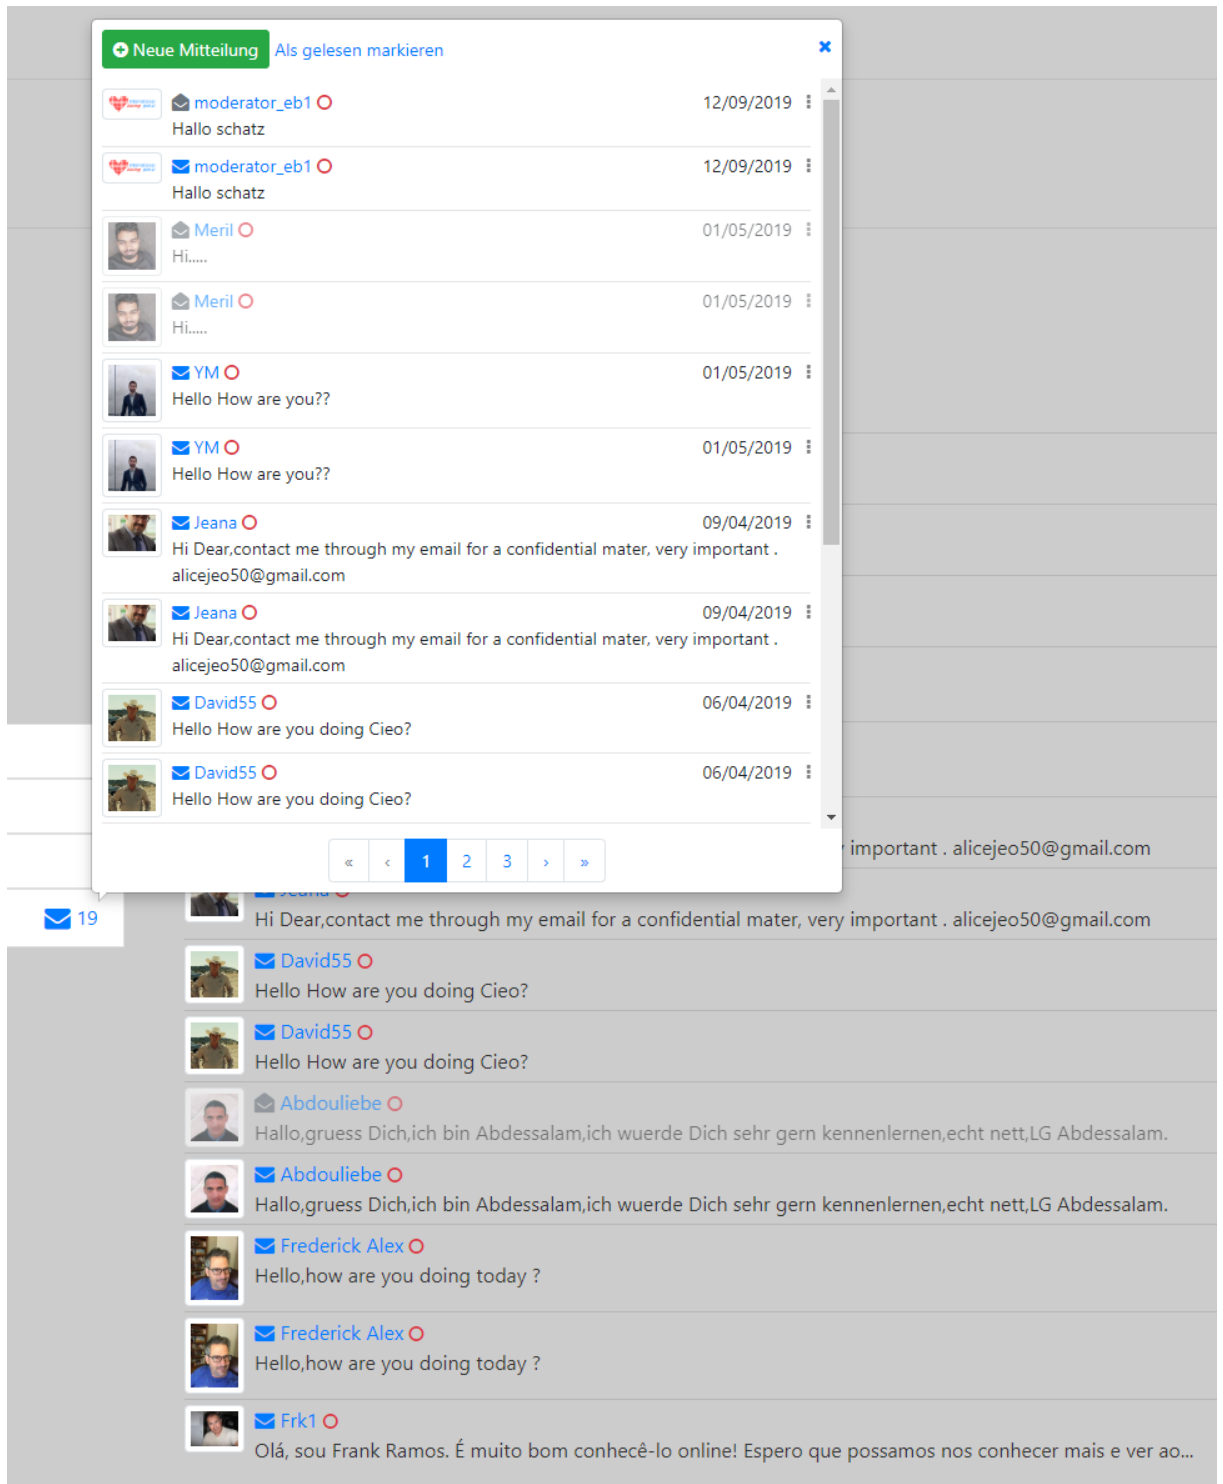 Neue Mitteilung Als gelesen markieren
moderator_eb1 12/09/2019
Hallo schatz
moderator_eb1 12/09/2019
Hallo schatz
Meril 01/05/2019
Hi.....
Meril 01/05/2019
Hi.....
YM 01/05/2019
Hello How are you??
YM 01/05/2019
Hello How are you??
Jeana 09/04/2019
Hi Dear,contact me through my email for a confidential mater, very important .
alicejeo50@gmail.com
Jeana 09/04/2019
Hi Dear,contact me through my email for a confidential mater, very important .
alicejeo50@gmail.com
David55 06/04/2019
Hello How are you doing Cieo?
David55 06/04/2019
Hello How are you doing Cieo?
« ‹ 1 2 3 › »
important . alicejeo50@gmail.com
19
Jeana
Hi Dear,contact me through my email for a confidential mater, very important . alicejeo50@gmail.com
David55
Hello How are you doing Cieo?
David55
Hello How are you doing Cieo?
Abdouliebe
Hallo,gruess Dich,ich bin Abdessalam,ich wuerde Dich sehr gern kennenlernen,echt nett,LG Abdessalam.
Abdouliebe
Hallo,gruess Dich,ich bin Abdessalam,ich wuerde Dich sehr gern kennenlernen,echt nett,LG Abdessalam.
Frederick Alex
Hello,how are you doing today ?
Frederick Alex
Hello,how are you doing today ?
Frk1
Olá, sou Frank Ramos. É muito bom conhecê-lo online! Espero que possamos nos conhecer mais e ver ao...